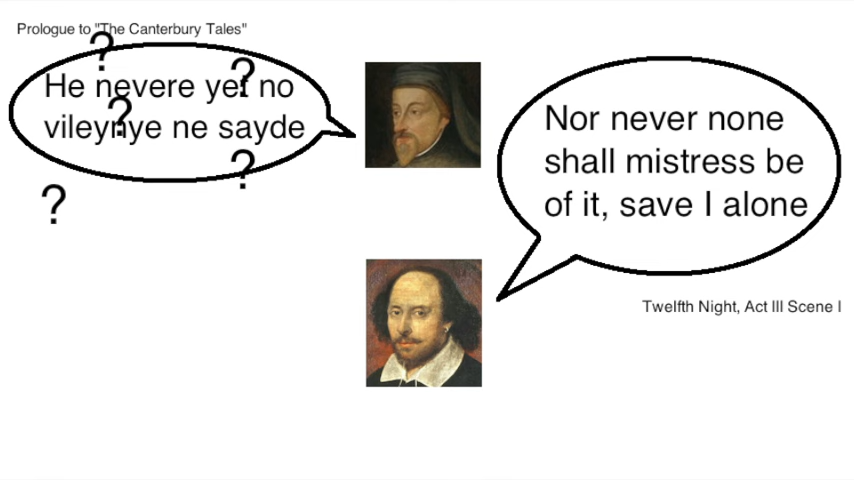 Prologue to "The Canterbury Tales"
He nevere yet no
vileynye ne sayde
?
?
?
?
?
Nor never none
shall mistress be
of it, save I alone
Twelfth Night, Act III Scene I